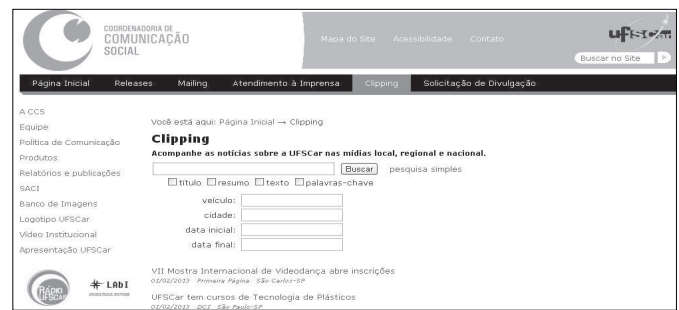 COORDENADORIA DE
COMUNICAÇÃO
SOCIAL
Mapa do Site Acessibilidade Contato
ufscar
Buscar no Site
Página Inicial Releases Mailing Atendimento à Imprensa Clipping Solicitação de Divulgação
A CCS
Equipe
Política de Comunicação
Produtos
Relatórios e publicações
SACI
Banco de Imagens
Logotipo UFSCar
Vídeo Institucional
Apresentação UFSCar
RÁDIO
UFSCAR
LAbI
Você está aqui: Página Inicial → Clipping
Clipping
Acompanhe as notícias sobre a UFSCar nas mídias local, regional e nacional.
Buscar pesquisa simples
título resumo texto palavras-chave
veículo:
cidade:
data inicial:
data final:
VII Mostra Internacional de Videodança abre inscrições
01/02/2013 Primeira Página São Carlos-SP
UFSCar tem cursos de Tecnologia de Plásticos
01/02/2013 DCI São Paulo-SP